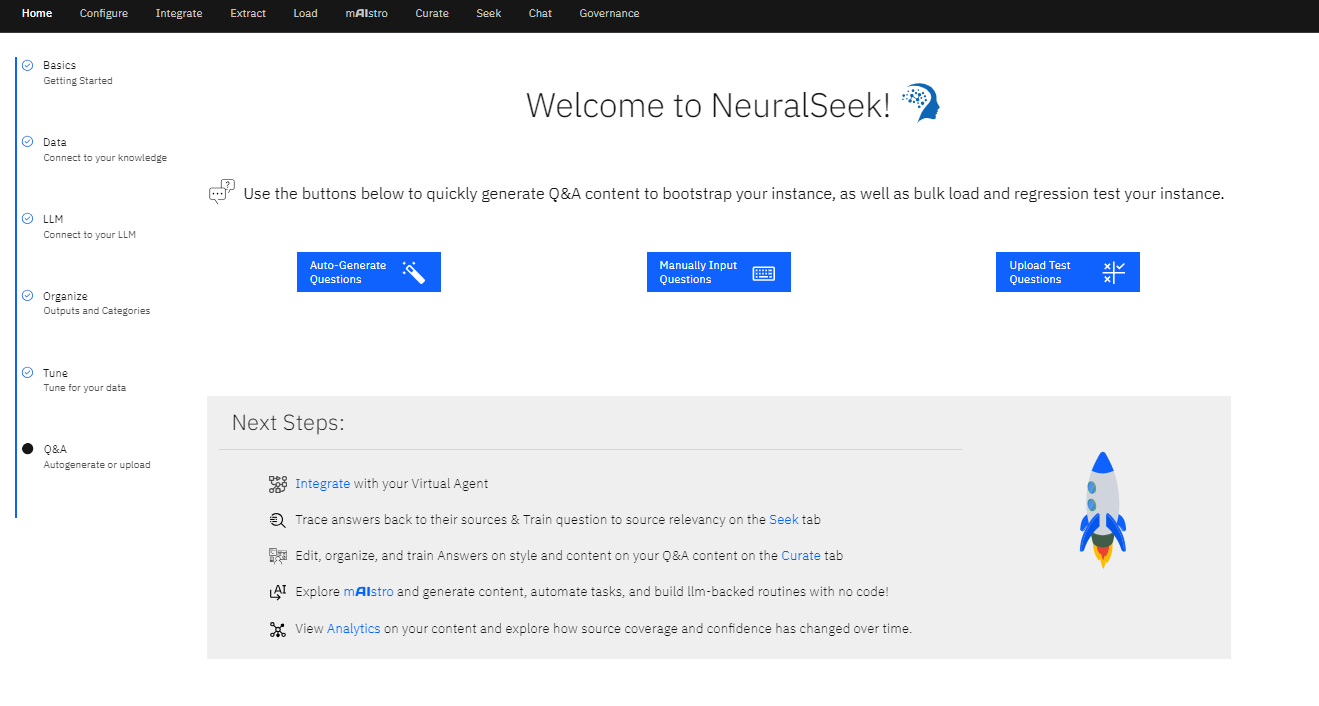 Home Configure Integrate Extract Load mAIstro Curate Seek Chat Governance
Basics
Getting Started
Data
Connect to your knowledge
LLM
Connect to your LLM
Organize
Outputs and Categories
Tune
Tune for your data
Q&A
Autogenerate or upload
Welcome to NeuralSeek!
Use the buttons below to quickly generate Q&A content to bootstrap your instance, as well as bulk load and regression test your instance.
Auto-Generate
Questions
Manually Input
Questions
Upload Test
Questions
Next Steps:
Integrate with your Virtual Agent
Trace answers back to their sources & Train question to source relevancy on the Seek tab
Edit, organize, and train Answers on style and content on your Q&A content on the Curate tab
Explore mAIstro and generate content, automate tasks, and build llm-backed routines with no code!
View Analytics on your content and explore how source coverage and confidence has changed over time.